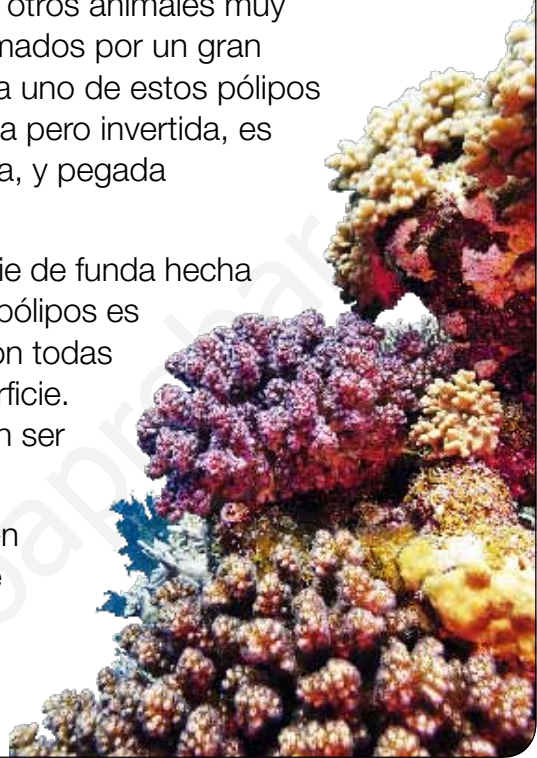 otros animales muy
mados por un gran
a uno de estos pólipos
a pero invertida, es
a, y pegada
ie de funda hecha
pólipos es
on todas
rficie.
n ser
en
e